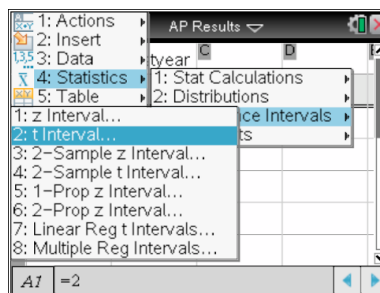 1: Actions
AP Results
2: Insert
3: Data
tyear
C
D
4: Statistics
1: Stat Calculations
5: Table
2: Distributions
nce Intervals
ts
1: z Interval...
2: t Interval...
3: 2-Sample z Interval...
4: 2-Sample t Interval...
5: 1-Prop z Interval...
6: 2-Prop z Interval...
7: Linear Reg t Intervals...
8: Multiple Reg Intervals...
A1 =2